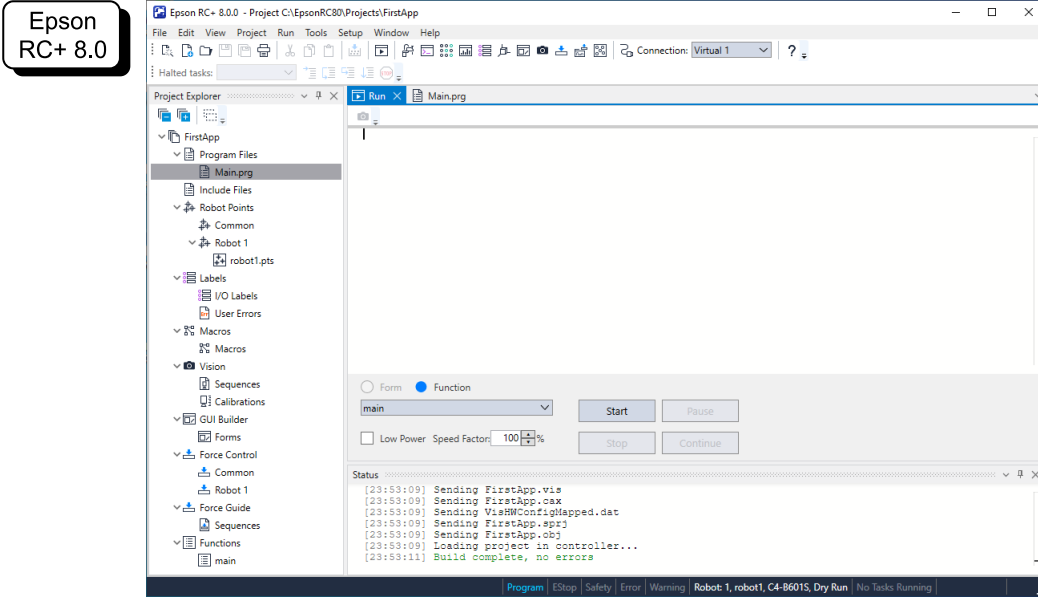 Epson
RC+ 8.0
Epson RC+ 8.0.0 - Project C:\EpsonRC80\Projects\FirstApp
File Edit View Project Run Tools Setup Window Help
Connection: Virtual 1 ?
Halted tasks: STOP
Project Explorer
Run Main.prg
FirstApp
Program Files
Main.prg
Include Files
Robot Points
Common
Robot 1
robot1.pts
Labels
I/O Labels
User Errors
Macros
Macros
Vision
Sequences
Calibrations
GUI Builder
Forms
Force Control
Common
Robot 1
Force Guide
Sequences
Functions
main
Form Function
main Start Pause
Low Power Speed Factor: 100 % Stop Continue
Status
[23:53:09] Sending FirstApp.vis
[23:53:09] Sending FirstApp.cax
[23:53:09] Sending VisHWConfigMapped.dat
[23:53:09] Sending FirstApp.sprj
[23:53:09] Sending FirstApp.obj
[23:53:09] Loading project in controller...
[23:53:11] Build complete, no errors
Program EStop Safety Error Warning Robot: 1, robot1, C4-B601S, Dry Run No Tasks Running